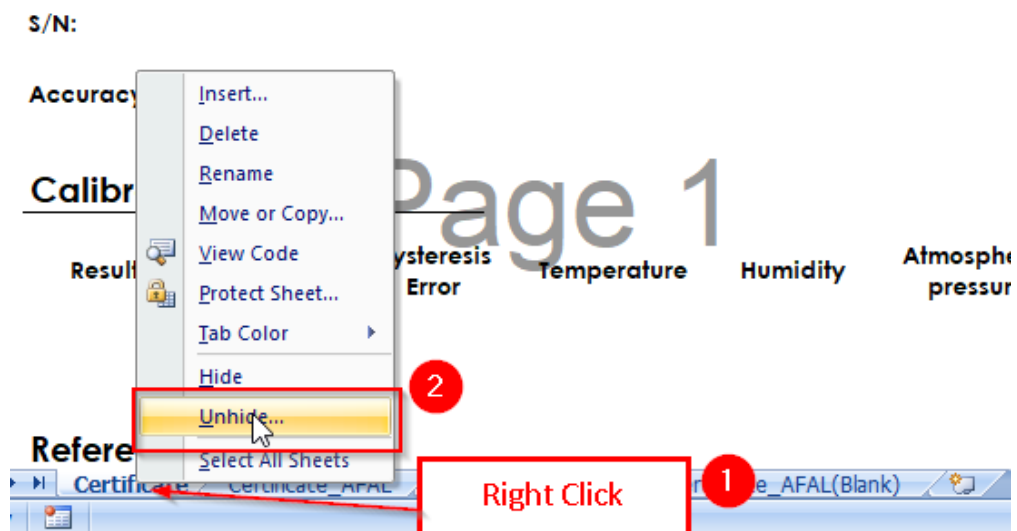 S/N:
Accuracy
Insert...
Delete
Rename
Move or Copy...
View Code
Protect Sheet...
Tab Color
Hide
Unhide...
Select All Sheets
Calibr
Page 1
Result
ysteresis
Error
Temperature
Humidity
Atmosphe
pressur
2
Refere
Certificate
Certificate_AFAL
Right Click
1
e_AFAL(Blank)